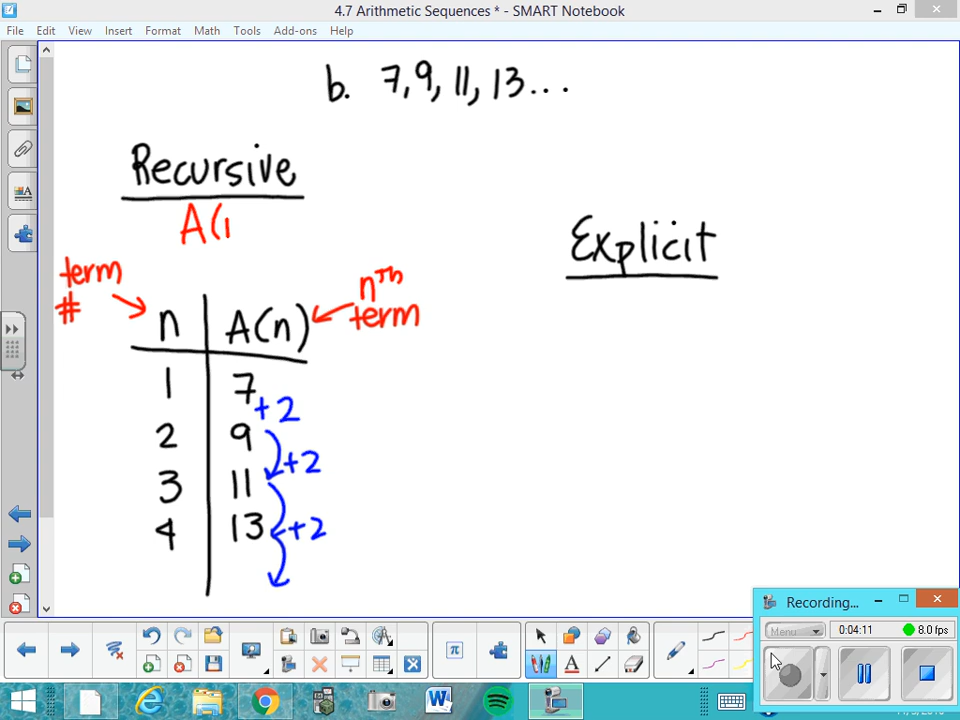 4.7 Arithmetic Sequences * - SMART Notebook
File Edit View Insert Format Math Tools Add-ons Help
b. 7, 9, 11, 13...
Recursive
A(1
Explicit
term
#
nth
term
n A(n)
1 7
+2
2 9
+2
3 11
4 13 +2
Recording...
Menu 0:04:11 8.0 fps